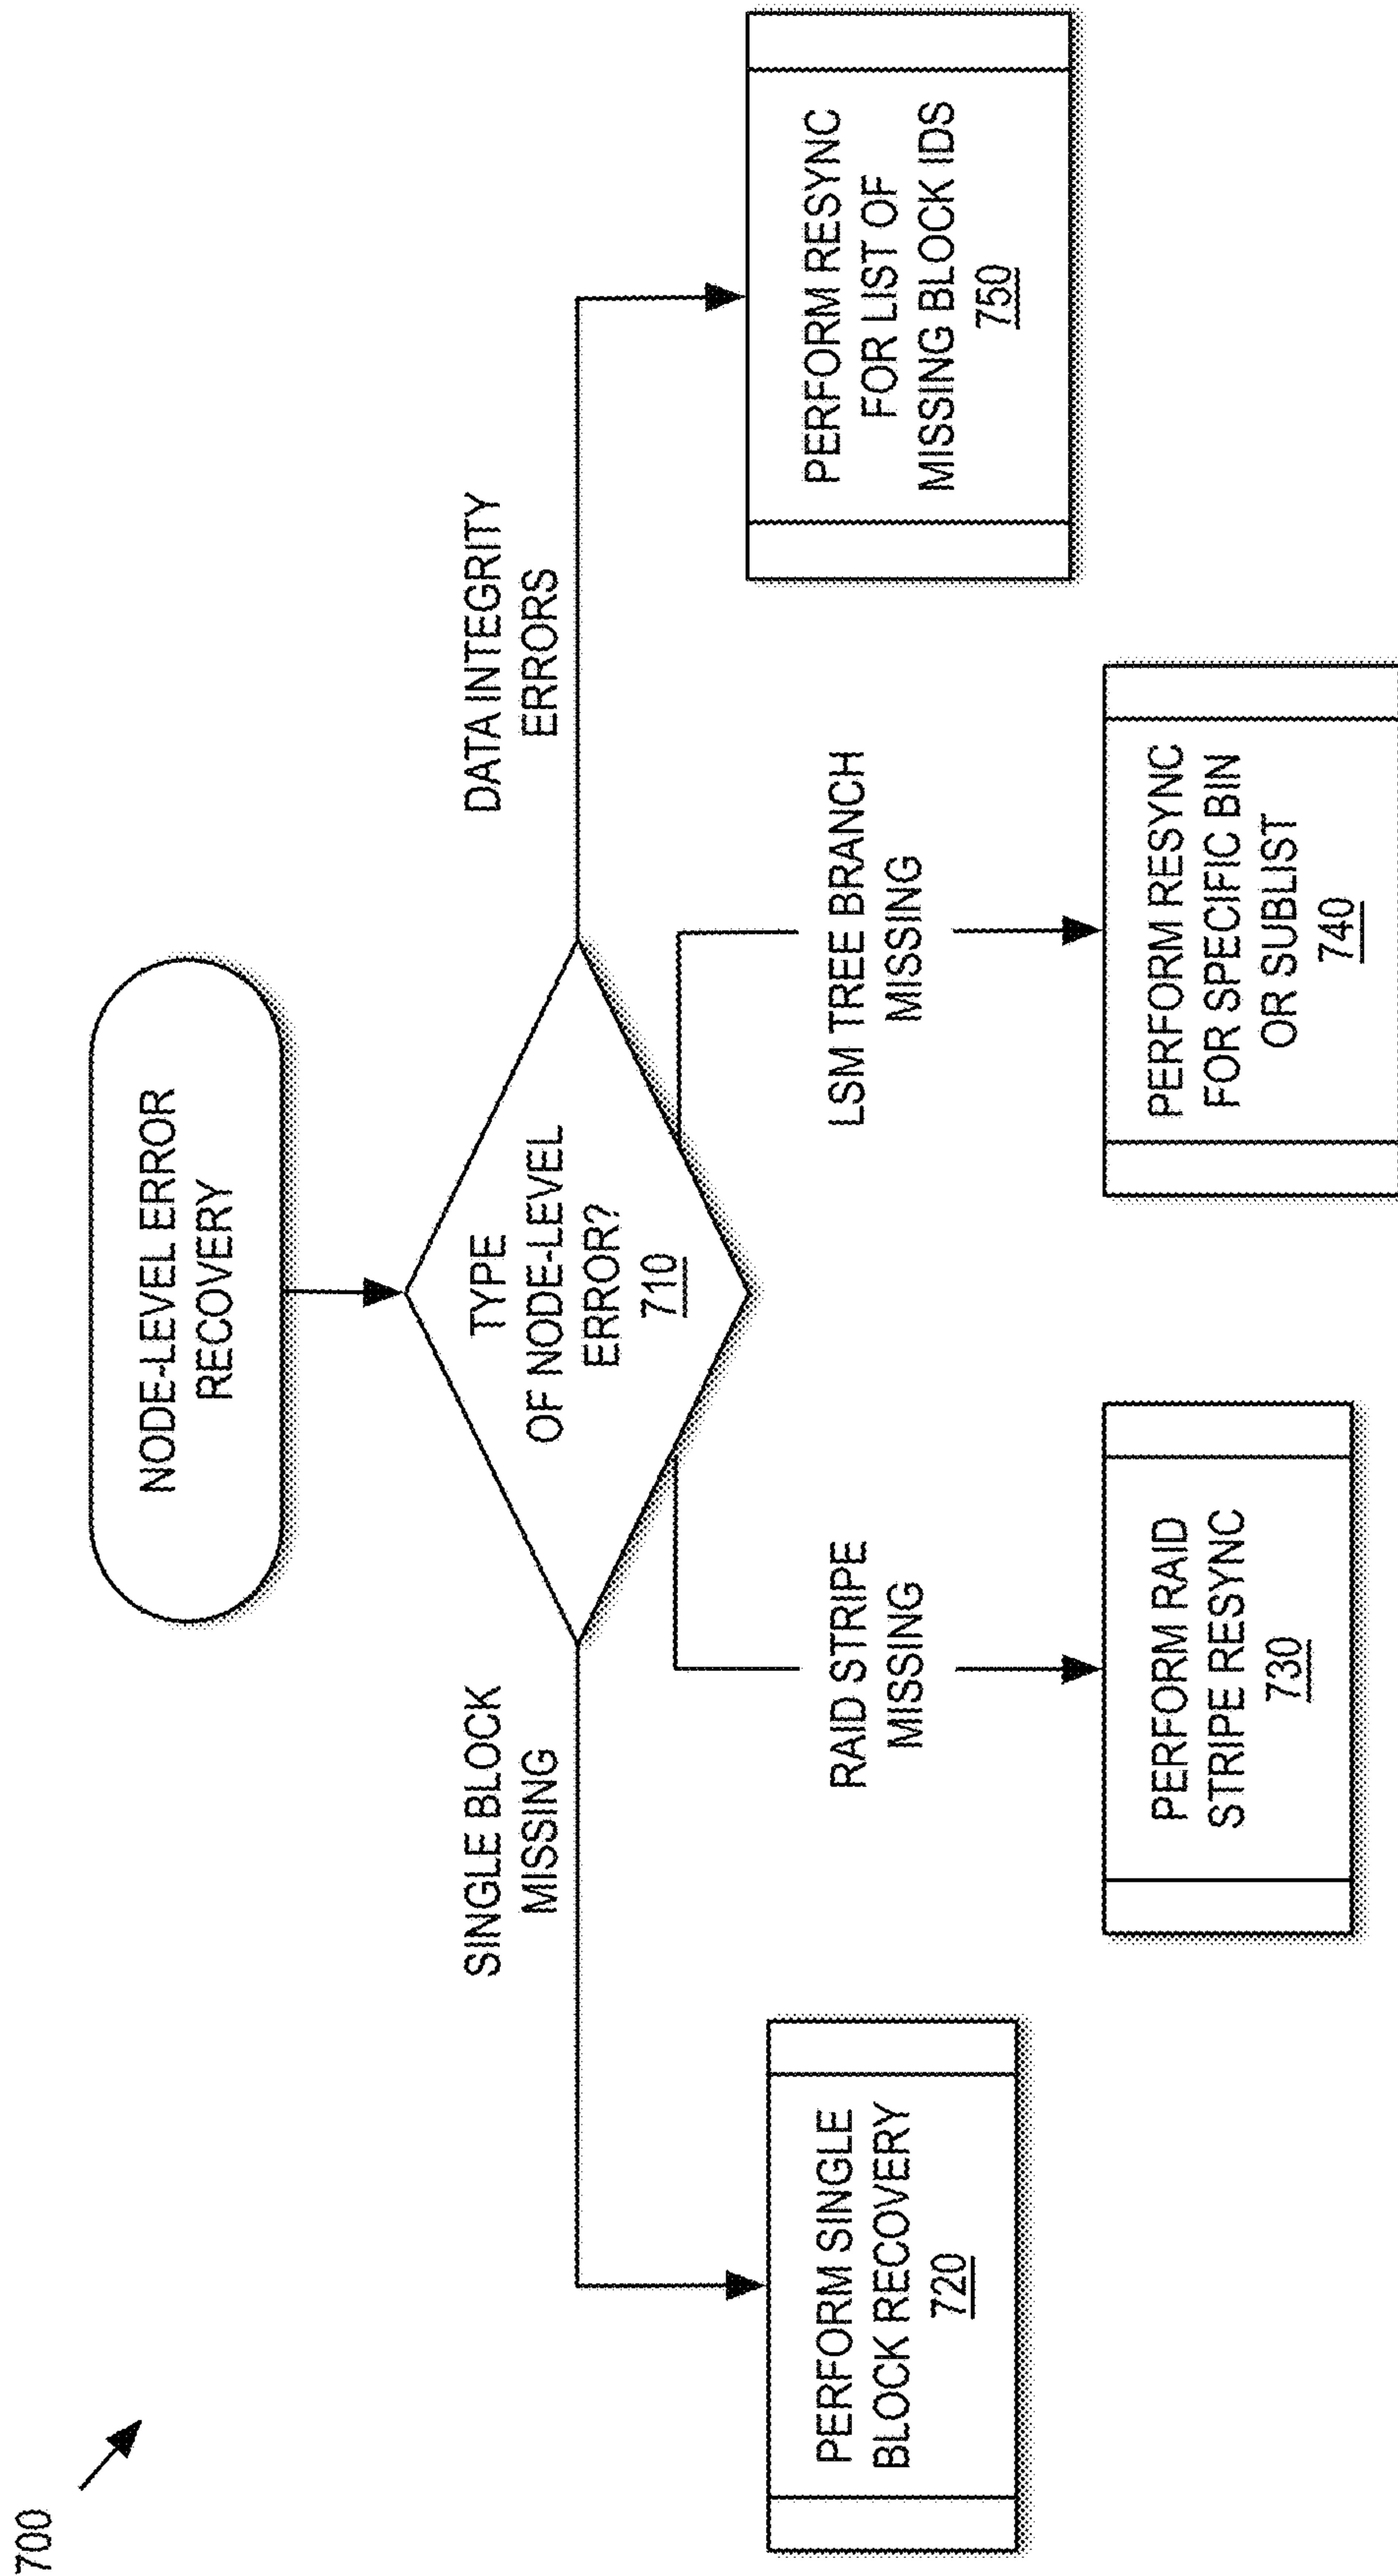 700
NODE-LEVEL ERROR
RECOVERY
TYPE
OF NODE-LEVEL
ERROR?
710
SINGLE BLOCK
MISSING
DATA INTEGRITY
ERRORS
RAID STRIPE
MISSING
LSM TREE BRANCH
MISSING
PERFORM SINGLE
BLOCK RECOVERY
720
PERFORM RAID
STRIPE RESYNC
730
PERFORM RESYNC
FOR SPECIFIC BIN
OR SUBLIST
740
PERFORM RESYNC
FOR LIST OF
MISSING BLOCK IDS
750